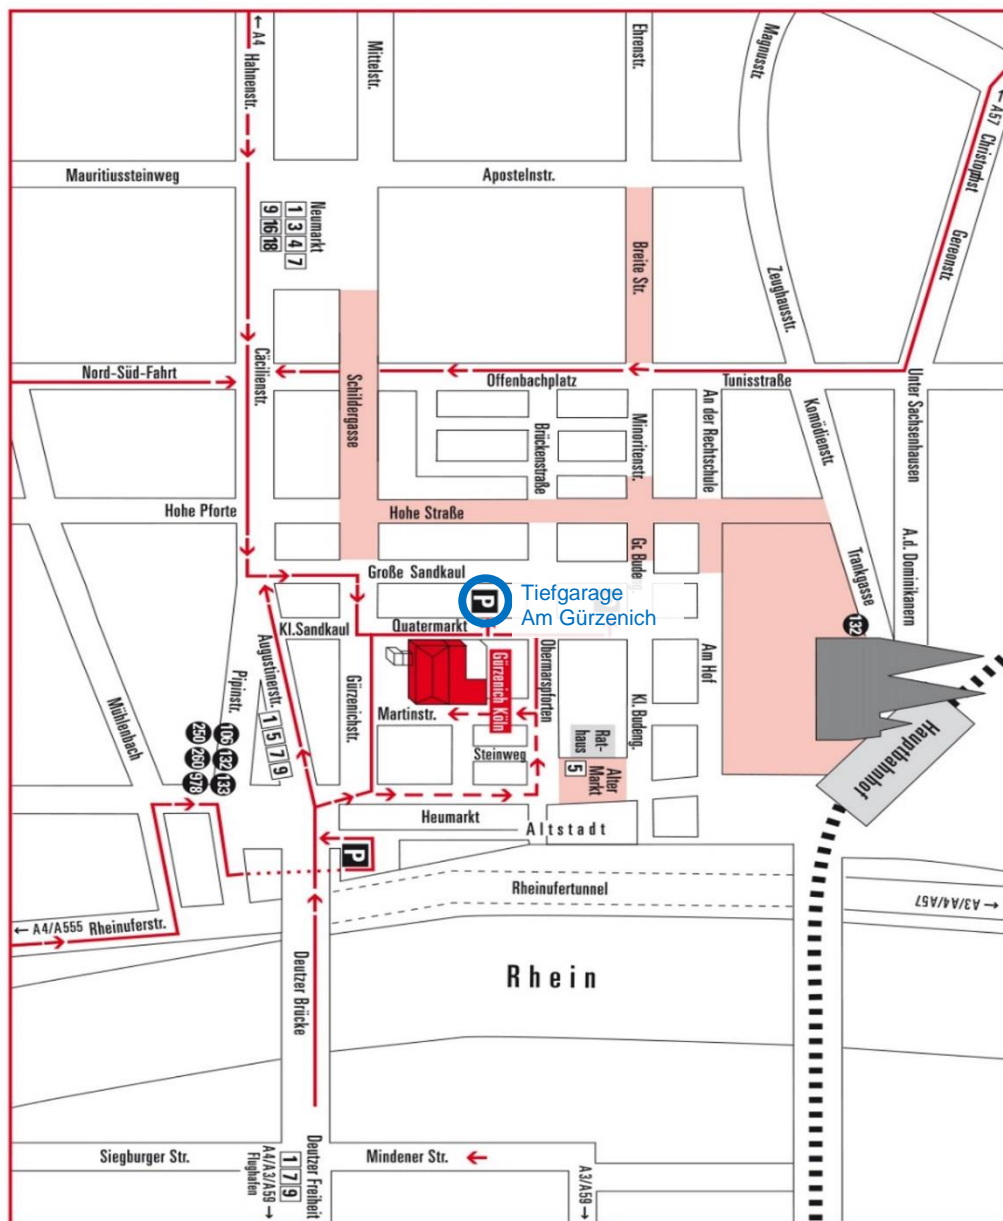 ← A4
Hahnenstr.
Mittelstr.
Ehrenstr.
Magnusstr.
← A57 Christophst
Gereonstr.
Mauritiussteinweg
Apostelnstr.
Neumarkt
1 3 4 7
9 16 18
Breite Str.
Zeughausstr.
Nord-Süd-Fahrt
Cäcilienstr.
Schildergasse
Offenbachplatz
Tunisstraße
Unter Sachsenhausen
Brückenstraße
Minoritenstr.
An der Rechtschule
Komödienstr.
Hohe Pforte
Hohe Straße
Gr. Budeng.
Trankgasse
A.d. Dominikanern
132
Große Sandkaul
P
Tiefgarage
Am Gürzenich
Kl.Sandkaul
Quatermarkt
Mühlenbach
Pipinstr.
Augustinerstr.
1 5 7 9
Gürzenichstr.
Gürzenich Köln
Obermarspforten
Kl. Budeng.
Am Hof
Martinstr.
Steinweg
Rat-
haus
Alter
Markt
5
Hauptbahnhof
106 132 133
250 260 978
Heumarkt
Altstadt
P
Rheinufertunnel
← A3/A4/A57
← A4/A555 Rheinuferstr.
Deutzer Brücke
Rhein
Siegburger Str.
A4/A3/A59 →
Flughafen
1 7 9
Deutzer Freiheit
Mindener Str.
A3/A59 →